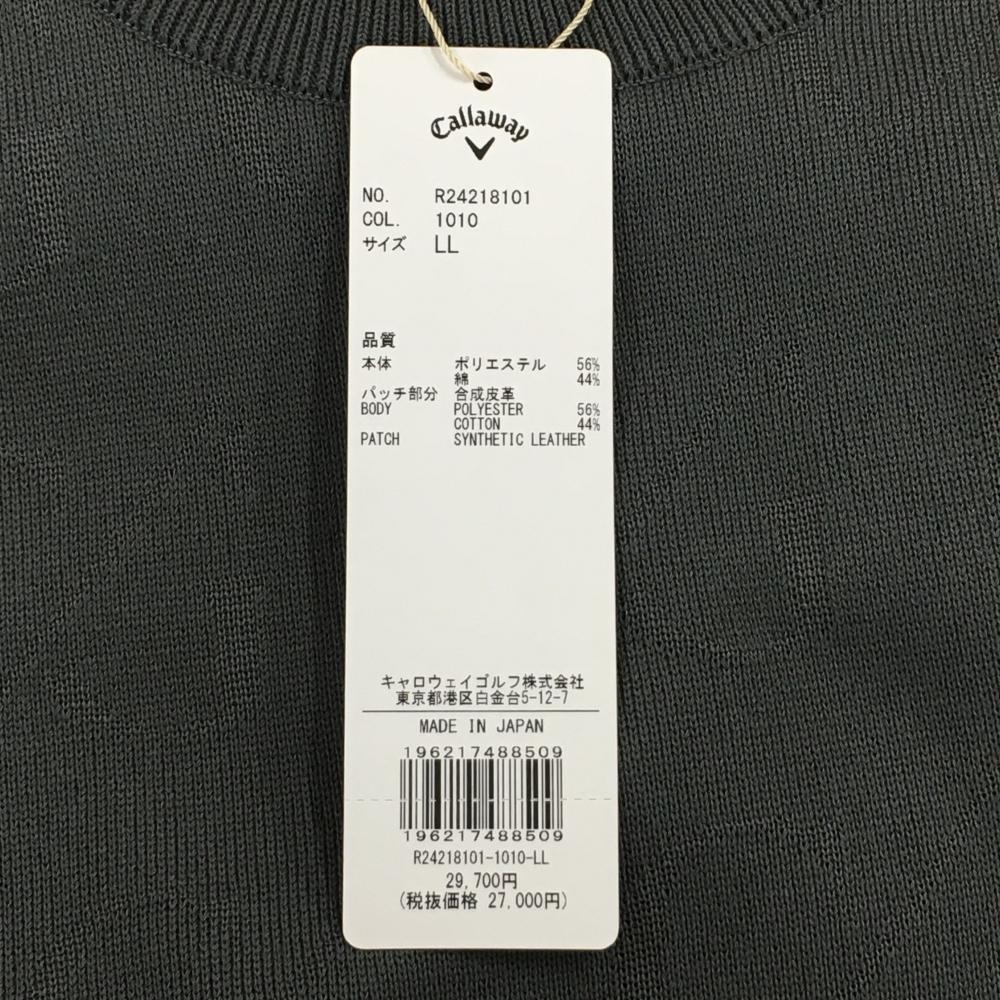 Callaway
NO. R24218101
COL. 1010
サイズ LL
品質
本体 ポリエステル 56%
綿 44%
パッチ部分 合成皮革
BODY POLYESTER 56%
COTTON 44%
PATCH SYNTHETIC LEATHER
キャロウェイゴルフ株式会社
東京都港区白金台5-12-7
MADE IN JAPAN
196217488509
196217488509
R24218101-1010-LL
29,700円
(税抜価格 27,000円)